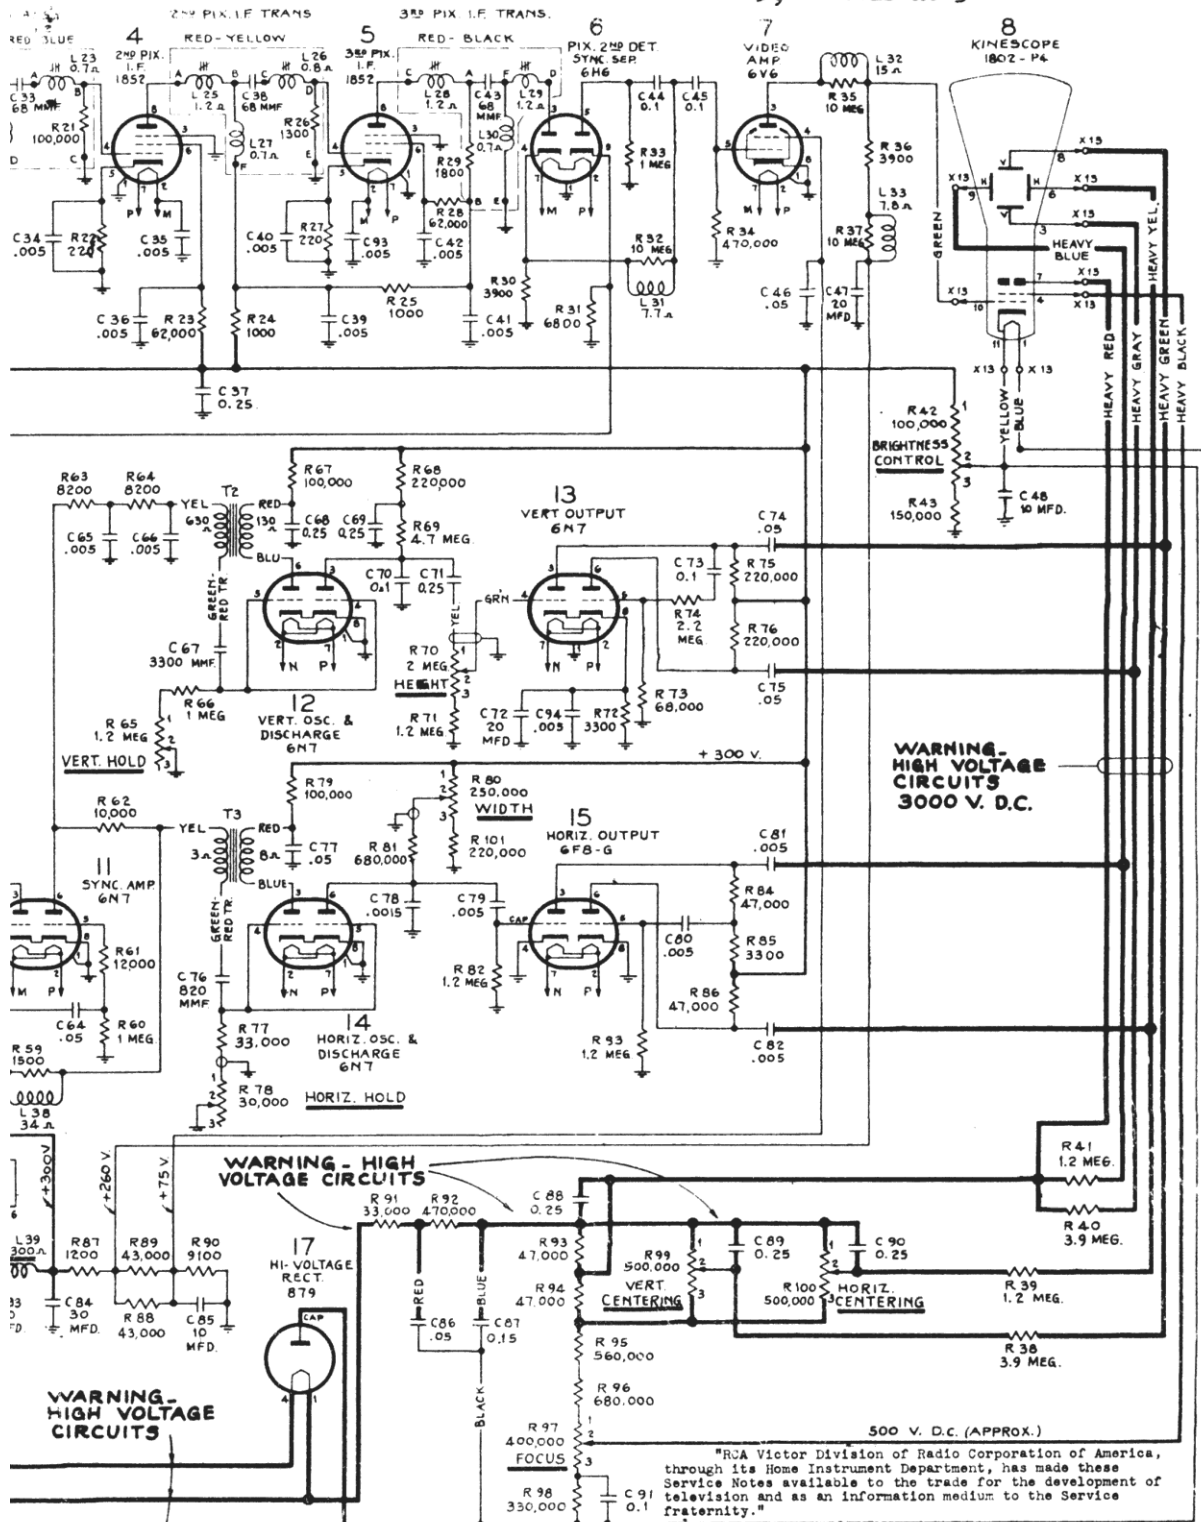 2ND PIX. I.F. TRANS
3RD PIX. I.F. TRANS.
RED BLUE
RED-YELLOW
RED-BLACK
4
2ND PIX.
I.F.
1852
5
3RD PIX.
I.F.
1852
6
PIX. 2ND DET.
SYNC. SEP.
6H6
7
VIDEO
AMP
6V6
8
KINESCOPE
1802-P4
L23
0.7Ω
C33
68 MMF
R21
100,000
L25
1.2Ω
C38
68 MMF
L26
0.8Ω
R26
1300
L27
0.7Ω
L28
1.2Ω
C43
68
MMF
L29
1.2Ω
L30
0.7Ω
R29
1800
R28
62,000
C44
0.1
C45
0.1
R33
1 MEG
L32
15Ω
R35
10 MEG
R36
3900
L33
7.8Ω
R37
10 MEG
R34
470,000
R32
10 MEG
L31
7.7Ω
C34
.005
R22
220
C35
.005
C40
.005
R27
220
C93
.005
C42
.005
R30
3900
R31
6800
C46
.05
C47
20
MFD
C36
.005
R23
62,000
R24
1000
C39
.005
R25
1000
C41
.005
C37
0.25
GREEN
HEAVY
BLUE
X13
X13
X13
X13
X13
X13
X13
X13
HEAVY YEL.
HEAVY RED
HEAVY GRAY
HEAVY GREEN
HEAVY BLACK
YELLOW
BLUE
R42
100,000
BRIGHTNESS
CONTROL
R43
150,000
C48
10 MFD.
R63
8200
R64
8200
C65
.005
C66
.005
YEL
630Ω
T2
RED
130Ω
BLU
GREEN-
RED TR.
R67
100,000
R68
220,000
C68
0.25
C69
0.25
R69
4.7 MEG.
C70
0.1
C71
0.25
YEL
GR'N
13
VERT OUTPUT
6N7
C74
.05
C73
0.1
R75
220,000
R74
2.2
MEG.
R76
220,000
C75
.05
C67
3300 MMF.
R66
1 MEG
R65
1.2 MEG
VERT. HOLD
12
VERT. OSC. &
DISCHARGE
6N7
R70
2 MEG.
HEIGHT
R71
1.2 MEG
C72
20
MFD
C94
.005
R72
3300
R73
68,000
+300 V.
WARNING-
HIGH VOLTAGE
CIRCUITS
3000 V. D.C.
R62
10,000
YEL
3Ω
T3
RED
8Ω
BLUE
GREEN-
RED TR.
R79
100,000
C77
.05
R80
250,000
WIDTH
R81
680,000
R101
220,000
15
HORIZ. OUTPUT
6F8-G
C81
.005
11
SYNC. AMP.
6N7
R61
12,000
C78
.0015
C79
.005
CAP
C80
.005
R84
47,000
R85
3300
R86
47,000
R82
1.2 MEG
R93
1.2 MEG
C82
.005
C76
820
MMF
C64
.05
R60
1 MEG.
R59
1500
L38
34Ω
R77
33,000
R78
30,000
14
HORIZ. OSC. &
DISCHARGE
6N7
HORIZ. HOLD
WARNING-HIGH
VOLTAGE CIRCUITS
+300V
+260 V.
+75 V.
R91
33,000
R92
470,000
C88
0.25
R41
1.2 MEG.
R40
3.9 MEG.
L39
300Ω
R87
1200
R89
43,000
R90
9100
17
HI-VOLTAGE
RECT.
879
R93
47,000
R94
47,000
R99
500,000
VERT.
CENTERING
C89
0.25
C90
0.25
R100
500,000
HORIZ.
CENTERING
R39
1.2 MEG.
R38
3.9 MEG.
C84
30
MFD.
R88
43,000
C85
10
MFD.
CAP
RED
BLUE
C86
.05
C87
0.15
BLACK
R95
560,000
R96
680,000
R97
400,000
FOCUS
R98
330,000
C91
0.1
WARNING-
HIGH VOLTAGE
CIRCUITS
500 V. D.C. (APPROX.)
"RCA Victor Division of Radio Corporation of America,
through its Home Instrument Department, has made these
Service Notes available to the trade for the development of
television and as an information medium to the Service
fraternity."